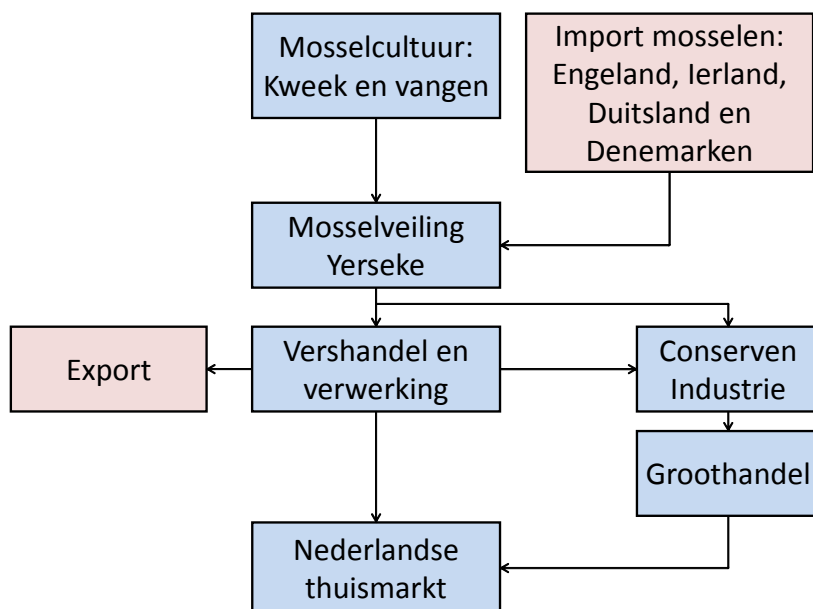 Mosselcultuur:
Kweek en vangen
Import mosselen:
Engeland, Ierland,
Duitsland en
Denemarken
Mosselveiling
Yerseke
Export
Vershandel en
verwerking
Conserven
Industrie
Groothandel
Nederlandse
thuismarkt